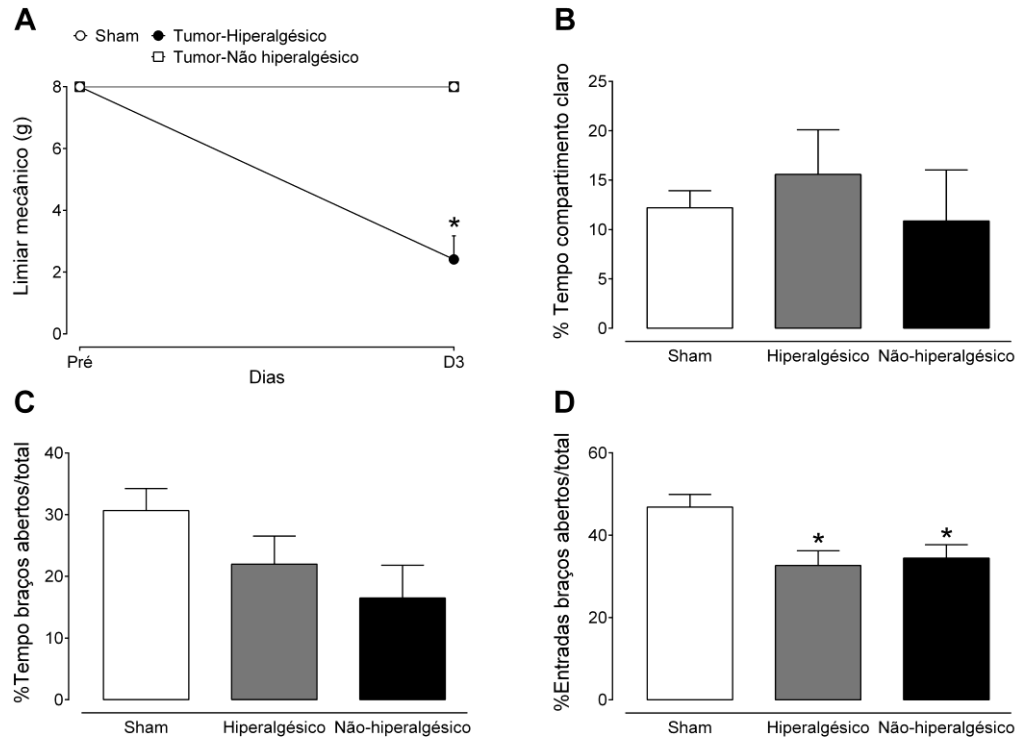 A
Sham Tumor-Hiperalgésico
Tumor-Não hiperalgésico
Limiar mecânico (g)
8
6
4
2
0
*
Pré D3
Dias
B
% Tempo compartimento claro
25
20
15
10
5
0
Sham Hiperalgésico Não-hiperalgésico
C
%Tempo braços abertos/total
40
30
20
10
0
Sham Hiperalgésico Não-hiperalgésico
D
%Entradas braços abertos/total
60
40
20
0
* *
Sham Hiperalgésico Não-hiperalgésico